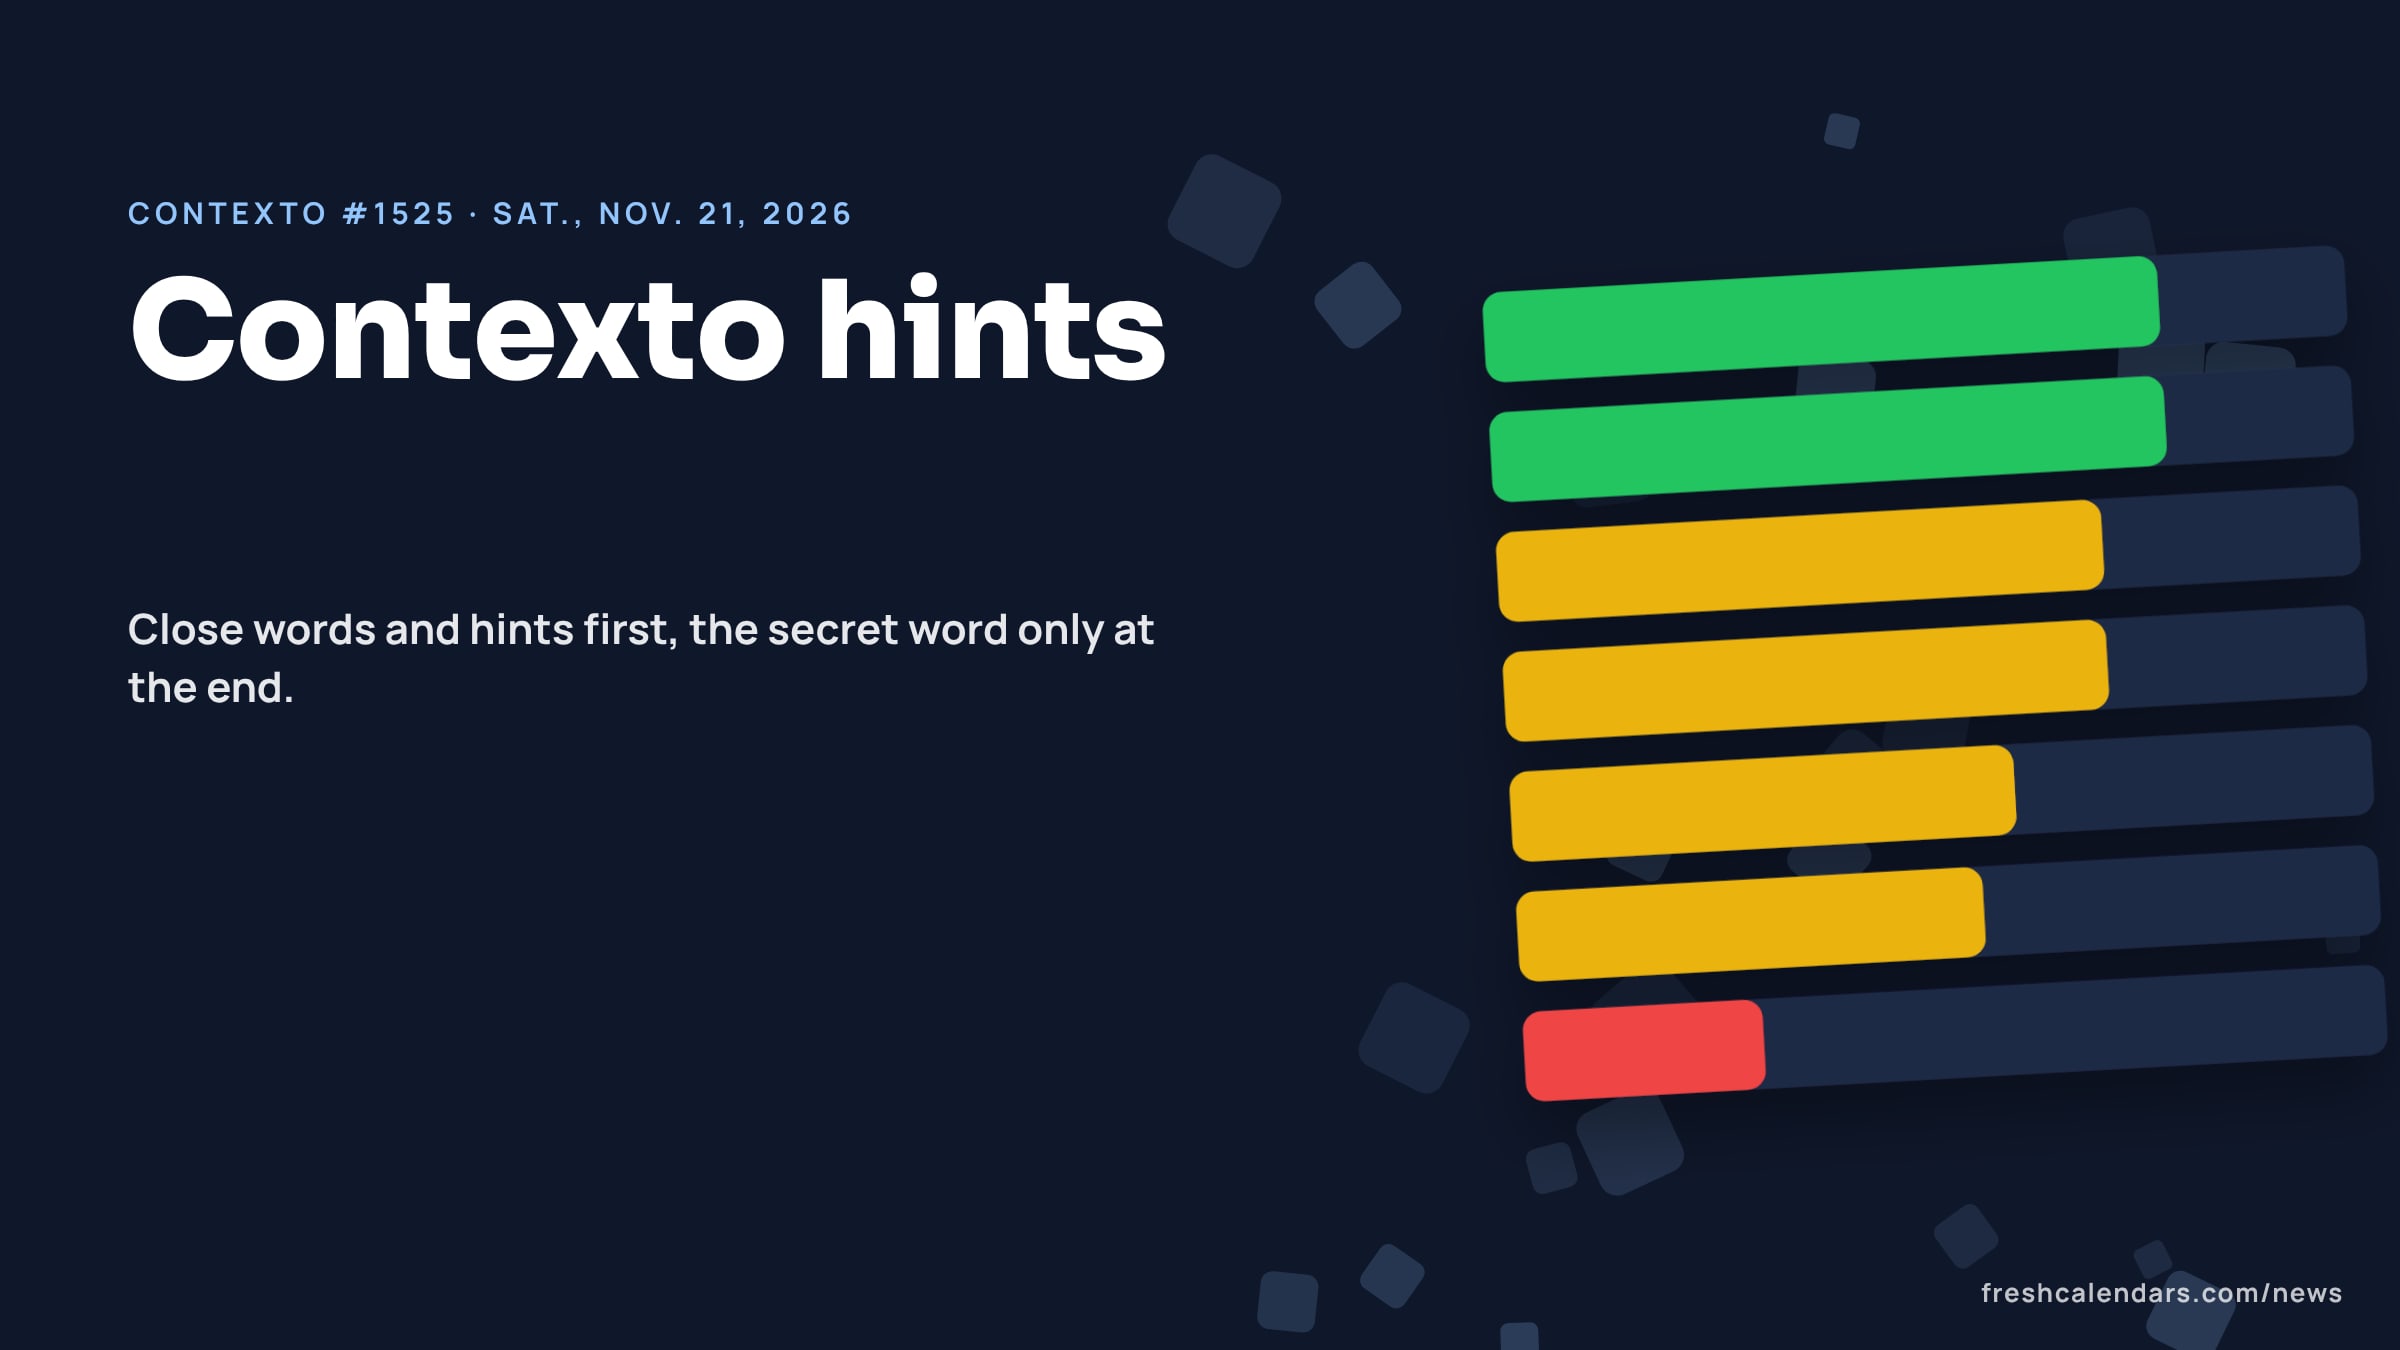 CONTEXTO #1525 · SAT., NOV. 21, 2026
Contexto hints
Close words and hints first, the secret word only at
the end.
freshcalendars.com/news